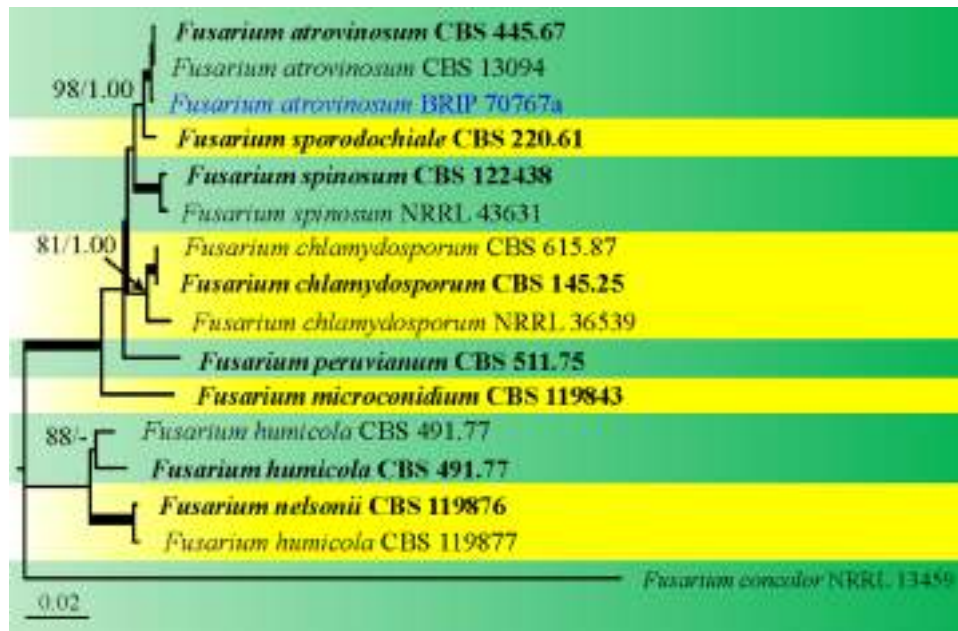 Fusarium atrovinosum CBS 445.67
Fusarium atrovinosum CBS 13094
98/1.00
Fusarium atrovinosum BRIP 70767a
Fusarium sporodochiale CBS 220.61
Fusarium spinosum CBS 122438
Fusarium spinosum NRRL 43631
81/1.00
Fusarium chlamydosporum CBS 615.87
Fusarium chlamydosporum CBS 145.25
Fusarium chlamydosporum NRRL 36539
Fusarium peruvianum CBS 511.75
Fusarium microconidium CBS 119843
88/-
Fusarium humicola CBS 491.77
Fusarium humicola CBS 491.77
Fusarium nelsonii CBS 119876
Fusarium humicola CBS 119877
Fusarium concolor NRRL 13459
0.02